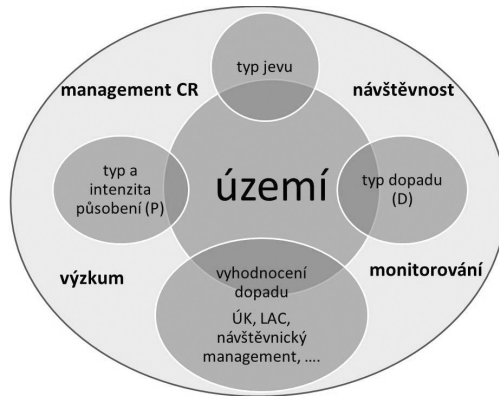 typ jevu
management CR
návštěvnost
typ a
intenzita
působení (P)
území
typ dopadu
(D)
výzkum
monitorování
vyhodnocení
dopadu
ÚK, LAC,
návštěvnický
management, ....